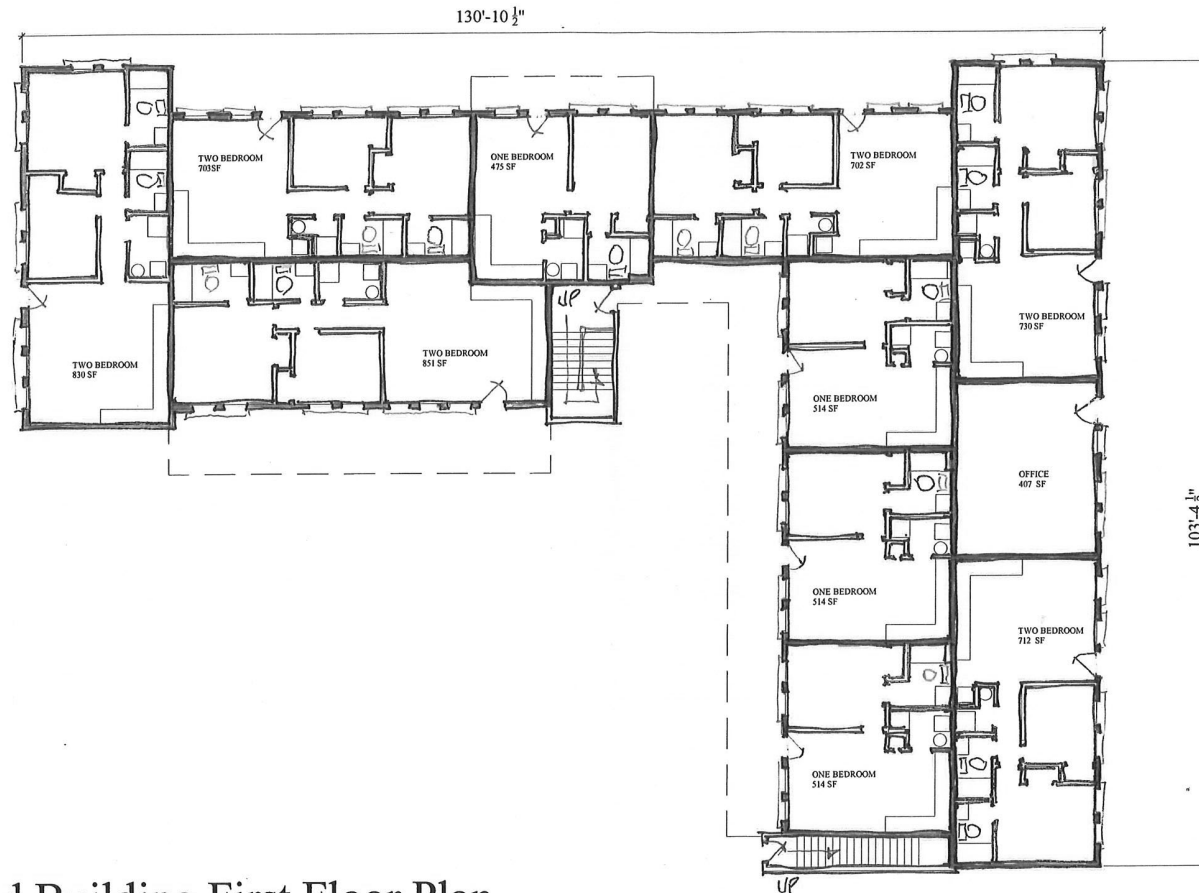 130'-10 ½"
TWO BEDROOM
703SF
ONE BEDROOM
475 SF
TWO BEDROOM
702 SF
TWO BEDROOM
830 SF
TWO BEDROOM
851 SF
UP
TWO BEDROOM
730 SF
ONE BEDROOM
514 SF
OFFICE
407 SF
103'-4 ½"
ONE BEDROOM
514 SF
TWO BEDROOM
712 SF
ONE BEDROOM
514 SF
UP
Building First Floor Plan